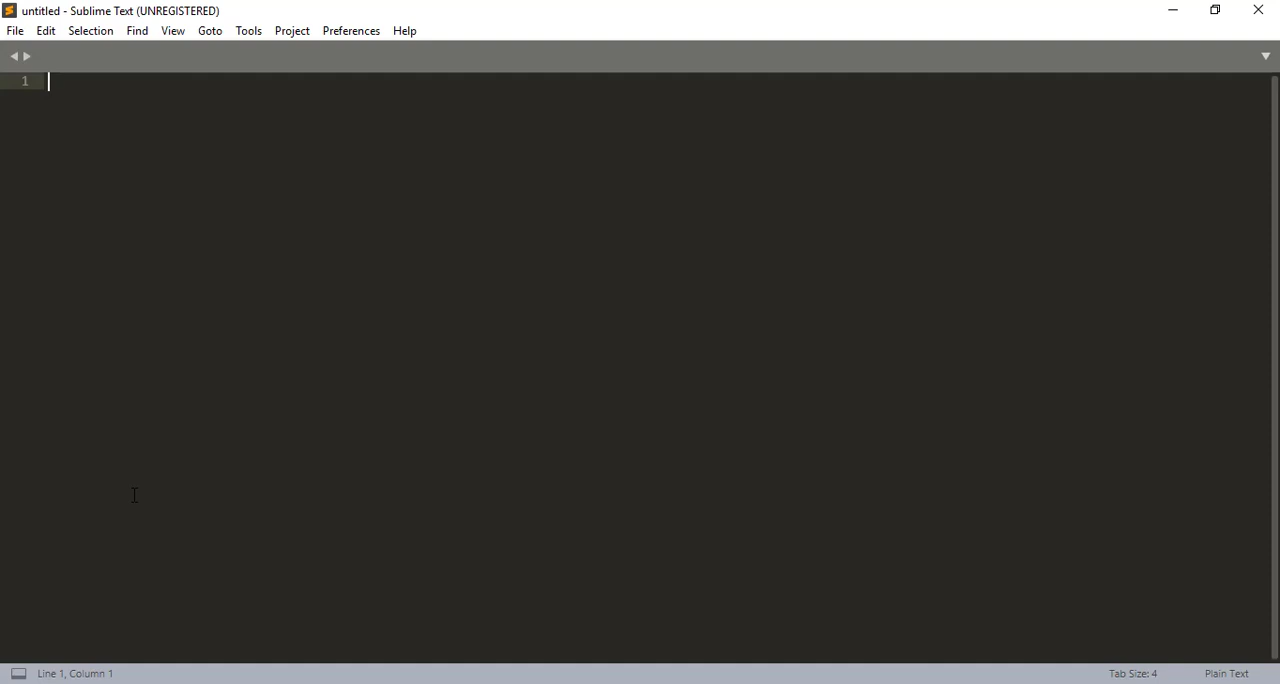 untitled - Sublime Text (UNREGISTERED)
File Edit Selection Find View Goto Tools Project Preferences Help
1
Line 1, Column 1 Tab Size: 4 Plain Text